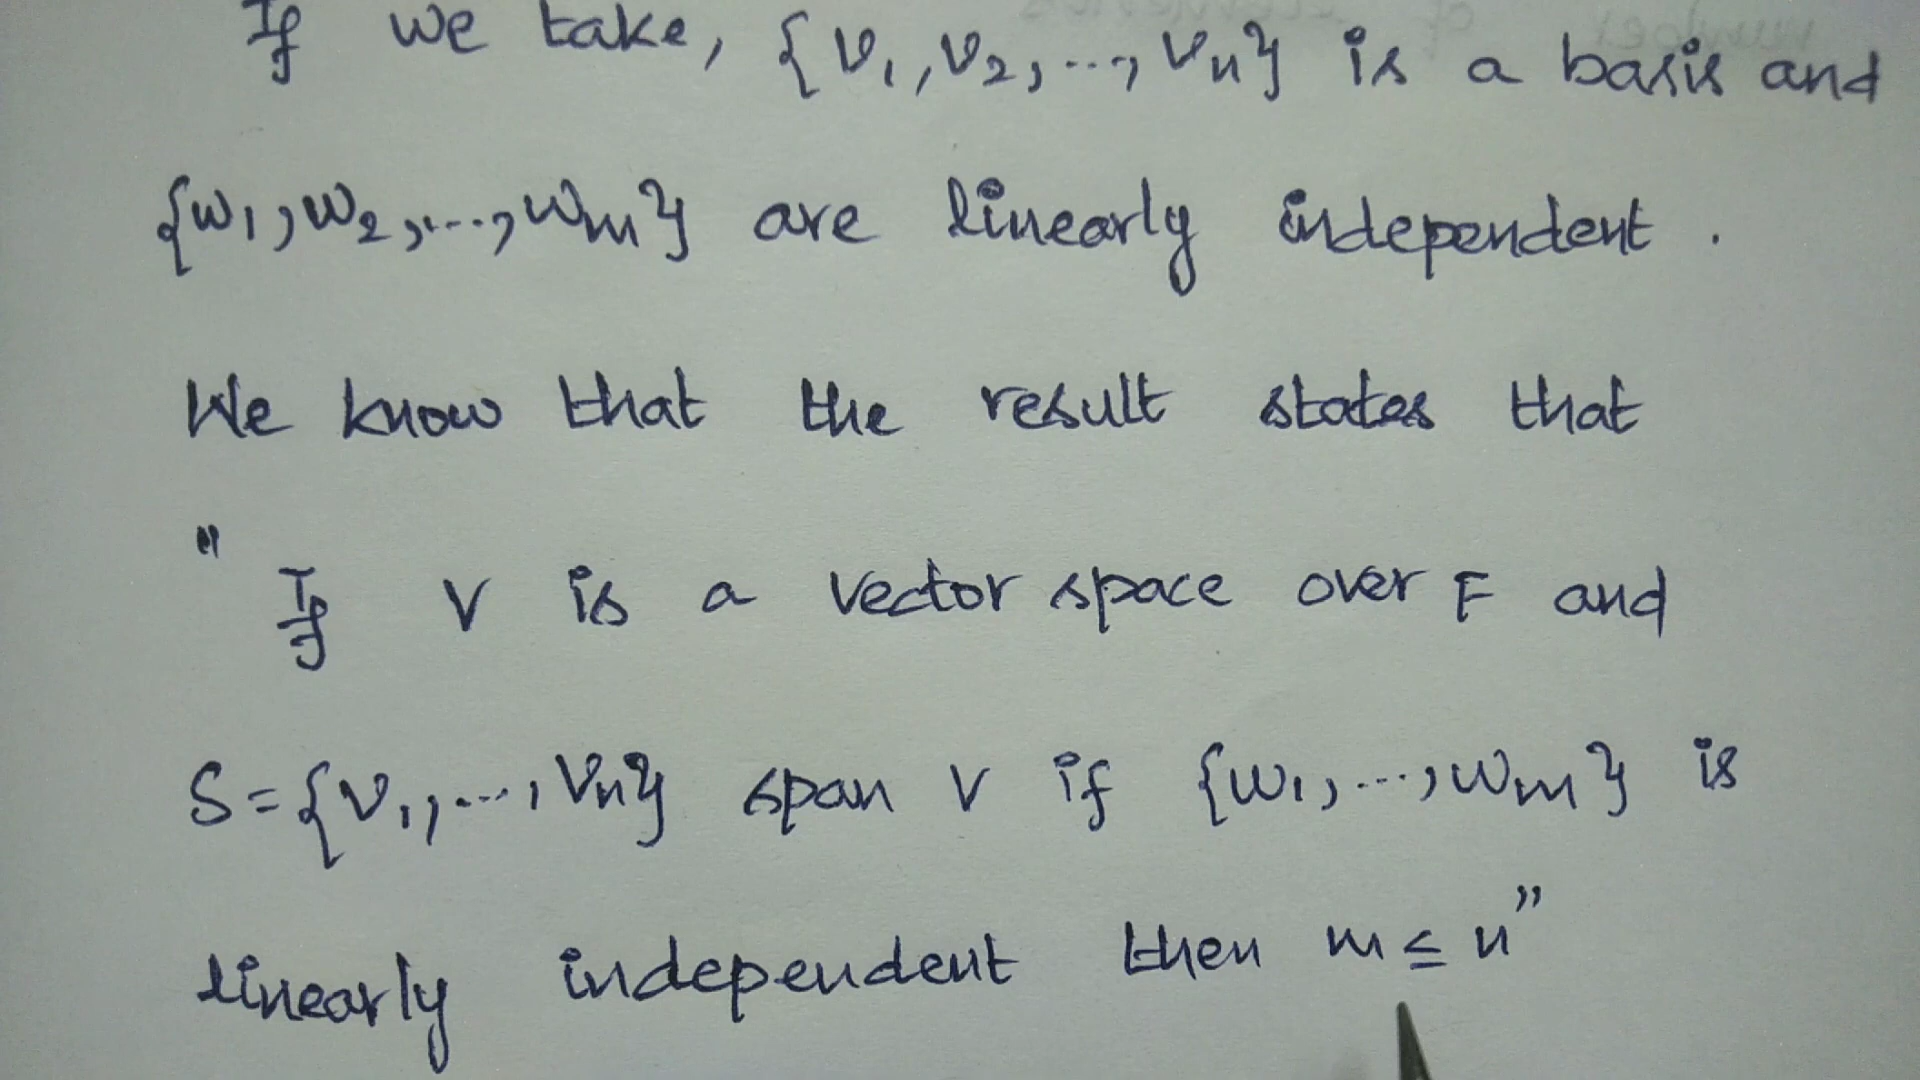 If we take, {v₁, v₂, ..., vₙ} is a basis and
{w₁, w₂, ..., wₘ} are linearly independent.
We know that the result states that
"If V is a vector space over F and
S = {v₁, ..., vₙ} span V if {w₁, ..., wₘ} is
linearly independent then m ≤ n"